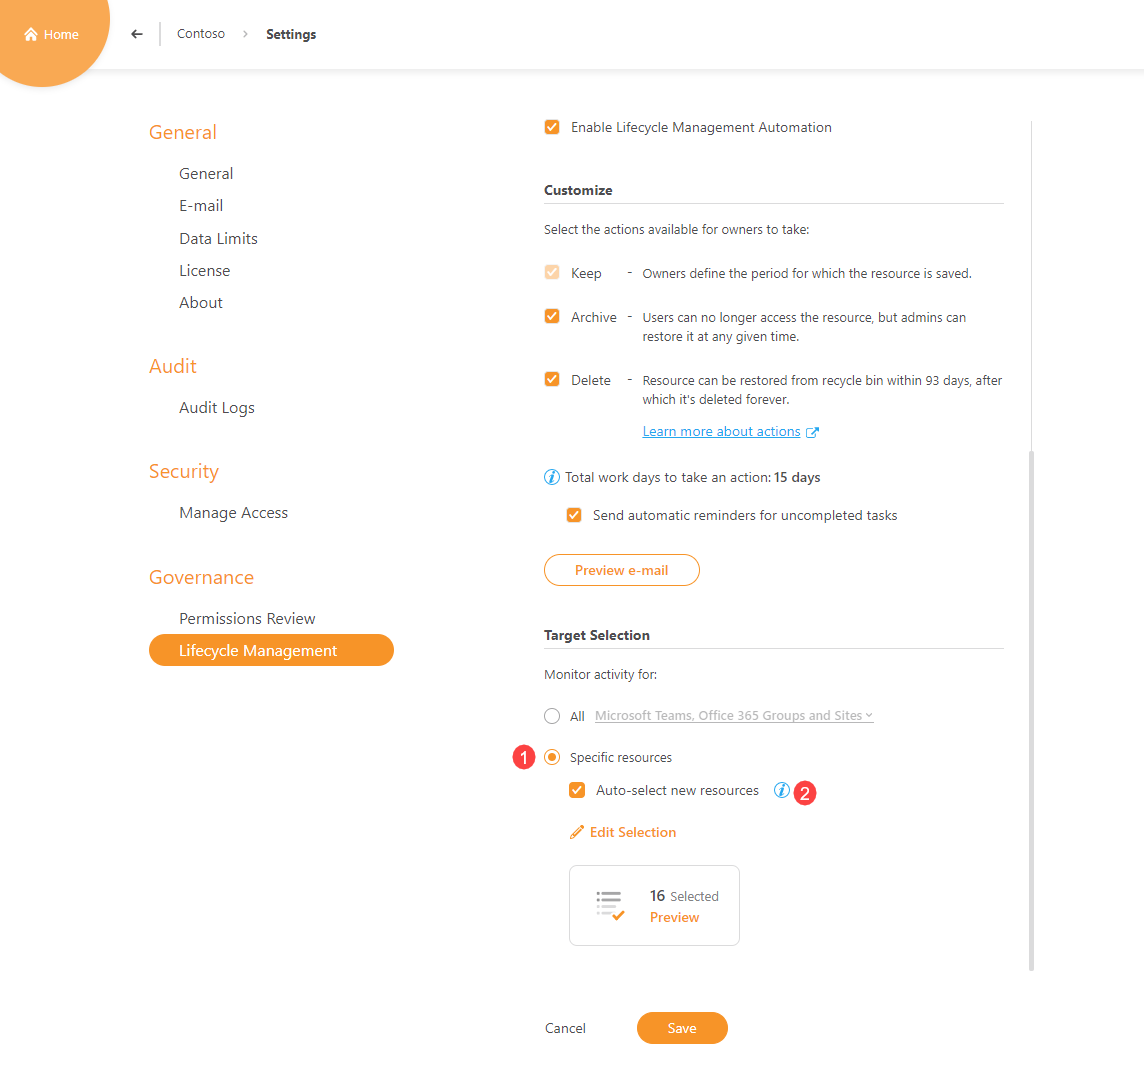 Home
Contoso > Settings
General
General
E-mail
Data Limits
License
About
Audit
Audit Logs
Security
Manage Access
Governance
Permissions Review
Lifecycle Management
Enable Lifecycle Management Automation
Customize
Select the actions available for owners to take:
Keep - Owners define the period for which the resource is saved.
Archive - Users can no longer access the resource, but admins can
restore it at any given time.
Delete - Resource can be restored from recycle bin within 93 days, after
which it's deleted forever.
Learn more about actions
i Total work days to take an action: 15 days
Send automatic reminders for uncompleted tasks
Preview e-mail
Target Selection
Monitor activity for:
All Microsoft Teams, Office 365 Groups and Sites
1 Specific resources
Auto-select new resources i 2
Edit Selection
16 Selected
Preview
Cancel Save